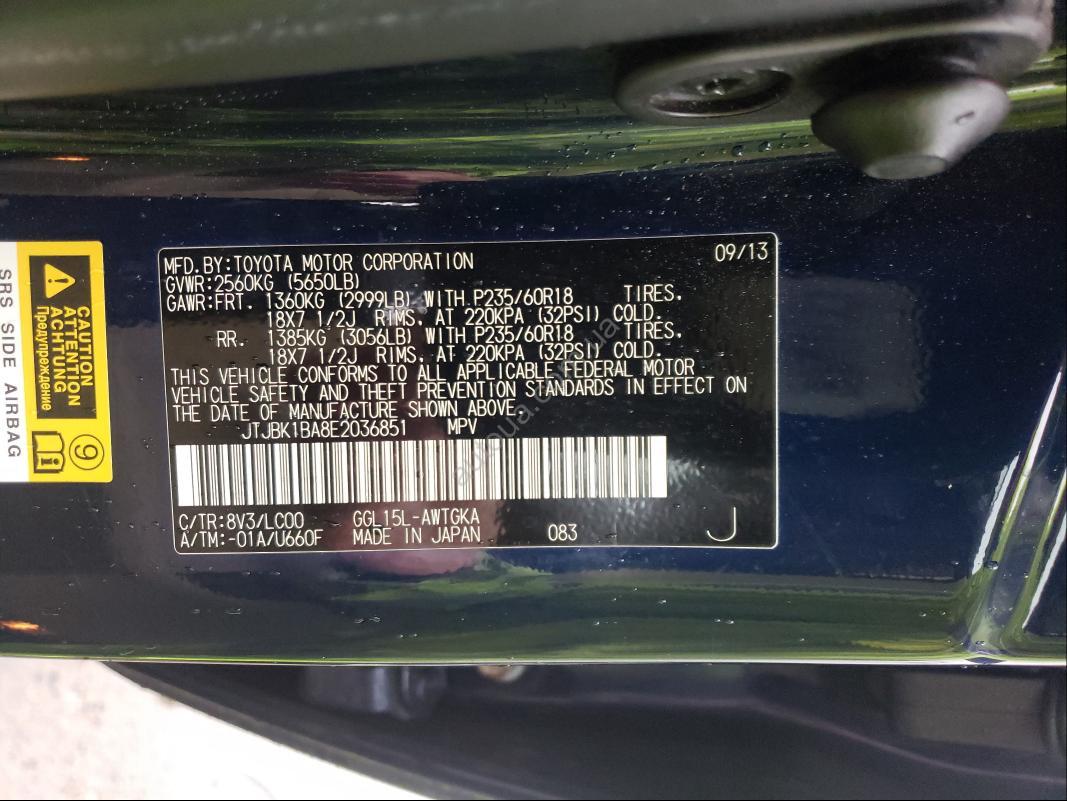 MFD.BY:TOYOTA MOTOR CORPORATION 09/13
GVWR:2560KG (5650LB)
GAWR:FRT. 1360KG (2999LB) WITH P235/60R18 TIRES.
18X7 1/2J RIMS. AT 220KPA (32PSI) COLD.
RR. 1385KG (3056LB) WITH P235/60R18 TIRES.
18X7 1/2J RIMS. AT 220KPA (32PSI) COLD.
THIS VEHICLE CONFORMS TO ALL APPLICABLE FEDERAL MOTOR
VEHICLE SAFETY AND THEFT PREVENTION STANDARDS IN EFFECT ON
THE DATE OF MANUFACTURE SHOWN ABOVE.
JTJBK1BA8E2036851 MPV
C/TR:8V3/LC00 GGL15L-AWTGKA
A/TM:-01A/U660F MADE IN JAPAN 083 J
CAUTION
ATTENTION
ACHTUNG
Предупреждение
9
SRS SIDE AIRBAG